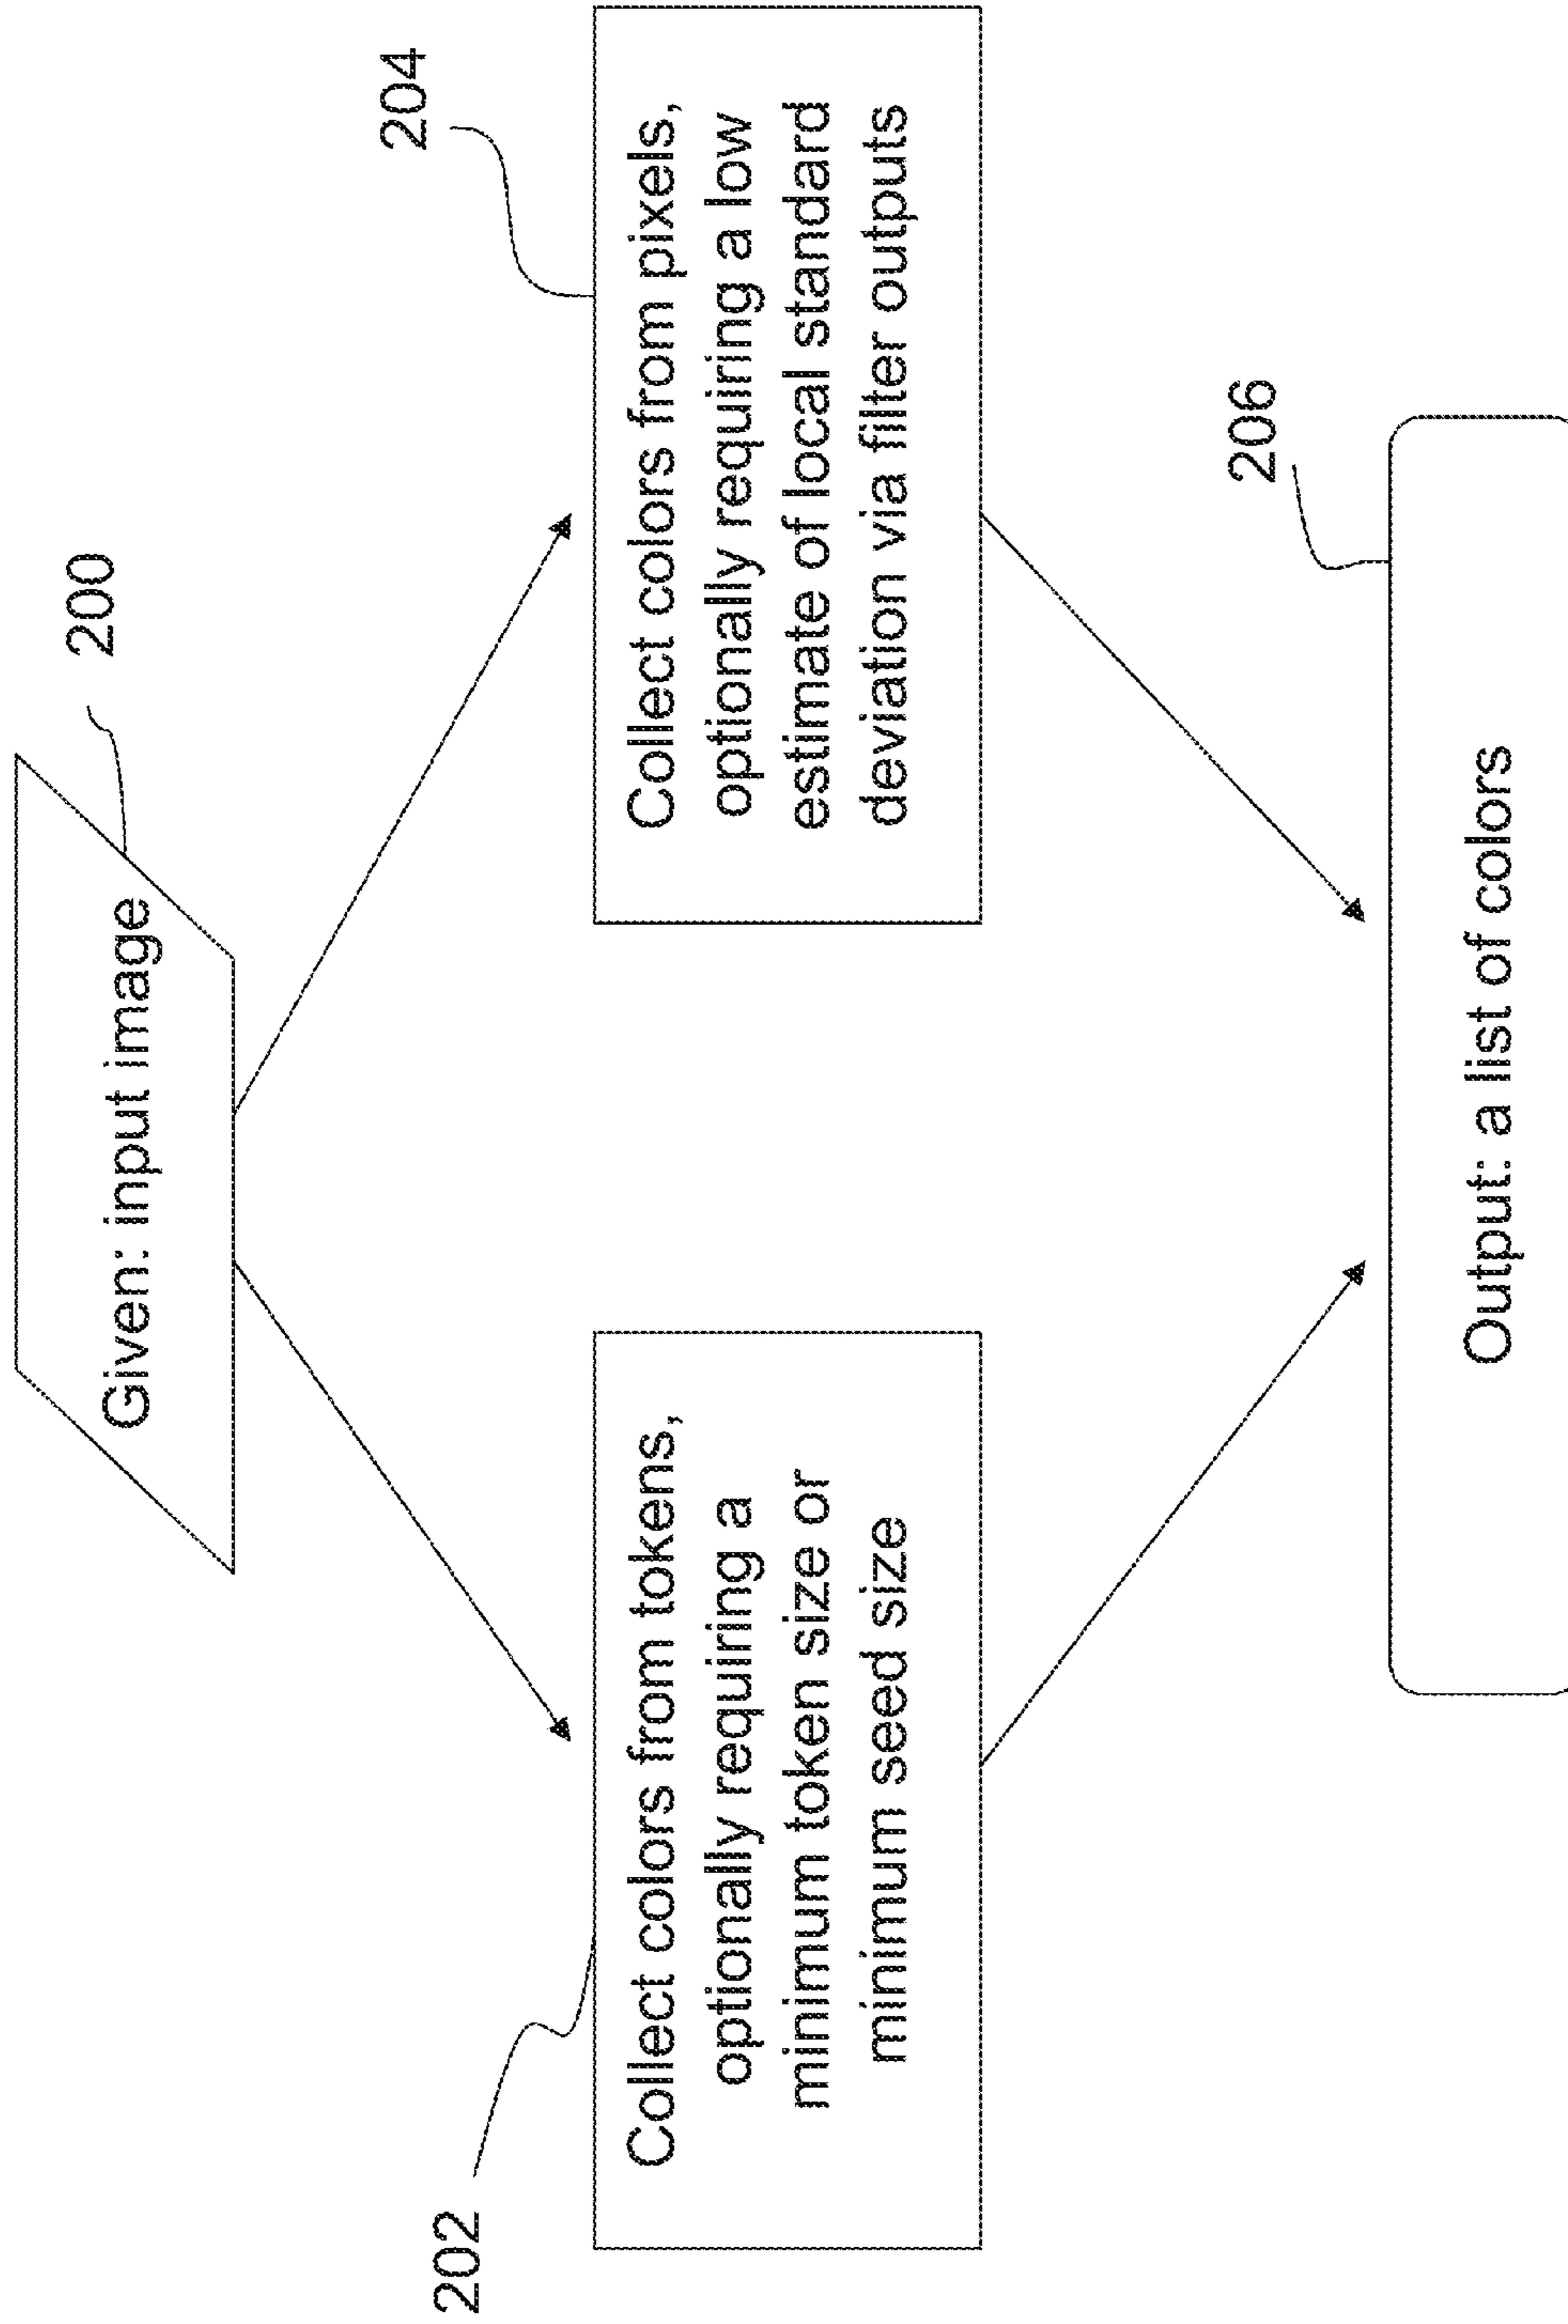 Given: input image
200
202
Collect colors from tokens,
optionally requiring a
minimum token size or
minimum seed size
204
Collect colors from pixels,
optionally requiring a low
estimate of local standard
deviation via filter outputs
206
Output: a list of colors